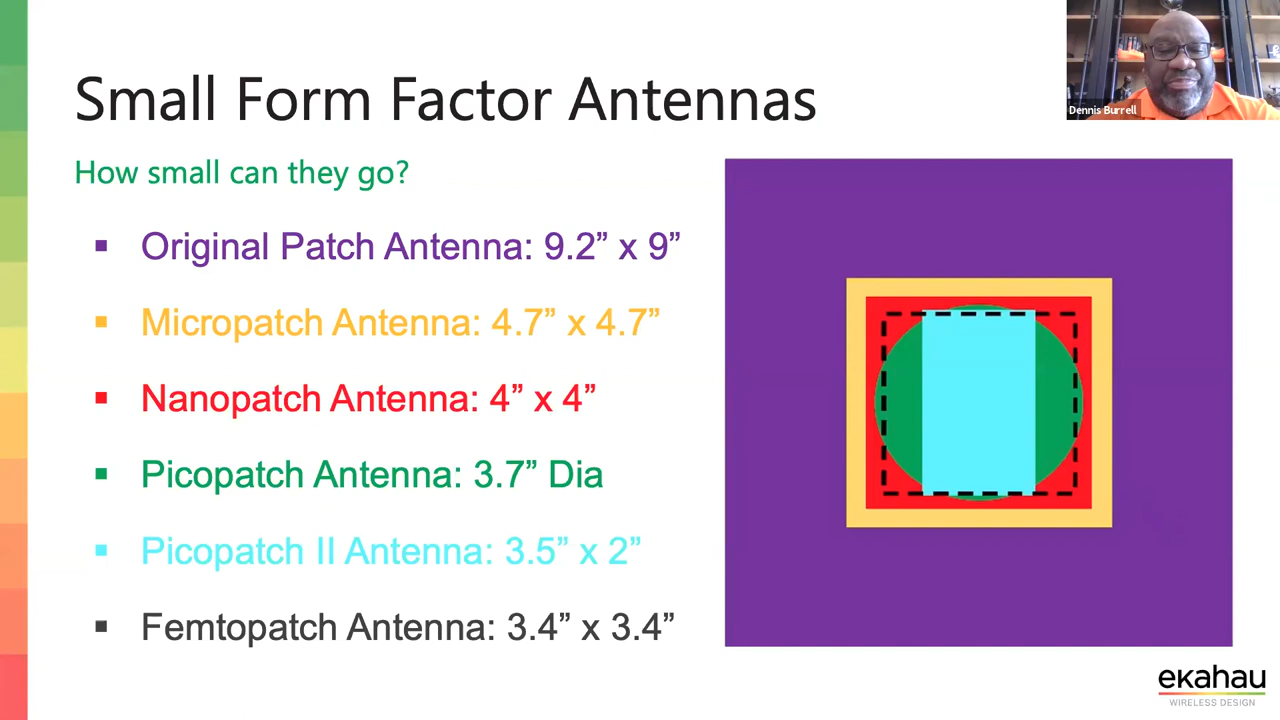 Small Form Factor Antennas
Dennis Burrell
How small can they go?
▪ Original Patch Antenna: 9.2” x 9”
▪ Micropatch Antenna: 4.7” x 4.7”
▪ Nanopatch Antenna: 4” x 4”
▪ Picopatch Antenna: 3.7” Dia
▪ Picopatch II Antenna: 3.5” x 2”
▪ Femtopatch Antenna: 3.4” x 3.4”
ekahau
WIRELESS DESIGN